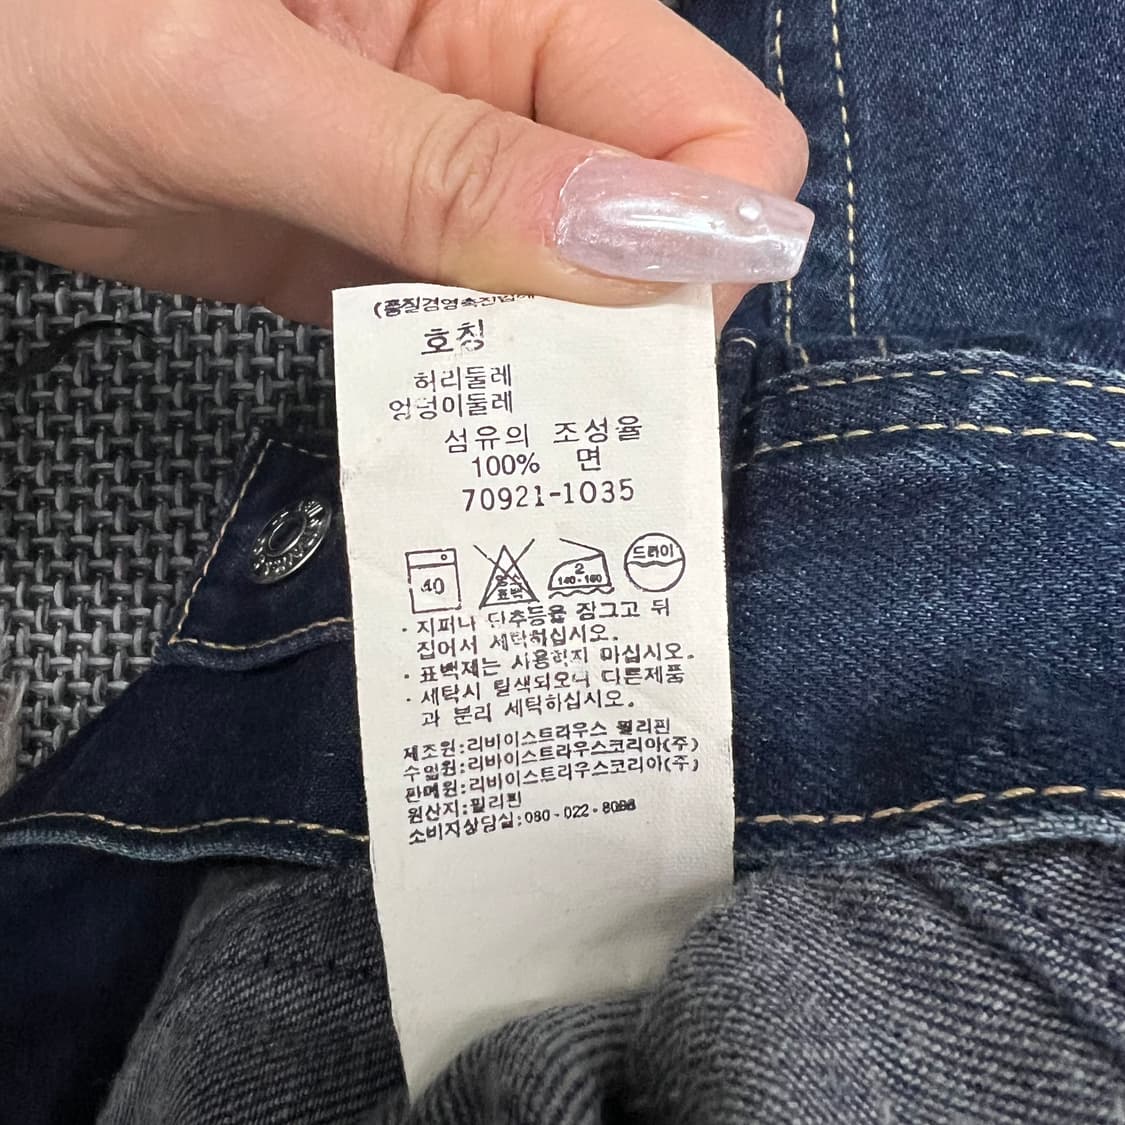 (품질경영촉진법에
호칭
허리둘레
엉덩이둘레
섬유의 조성율
100% 면
70921-1035
40
염소
표백
2
140-160
드라이
· 지퍼나 단추등을 잠그고 뒤
집어서 세탁하십시오.
· 표백제는 사용하지 마십시오.
· 세탁시 탈색되오니 다른제품
과 분리 세탁하십시오.
제조원:리바이스트라우스 필리핀
수입원:리바이스트라우스코리아(주)
판매원:리바이스트라우스코리아(주)
원산지:필리핀
소비자상담실:080-022-